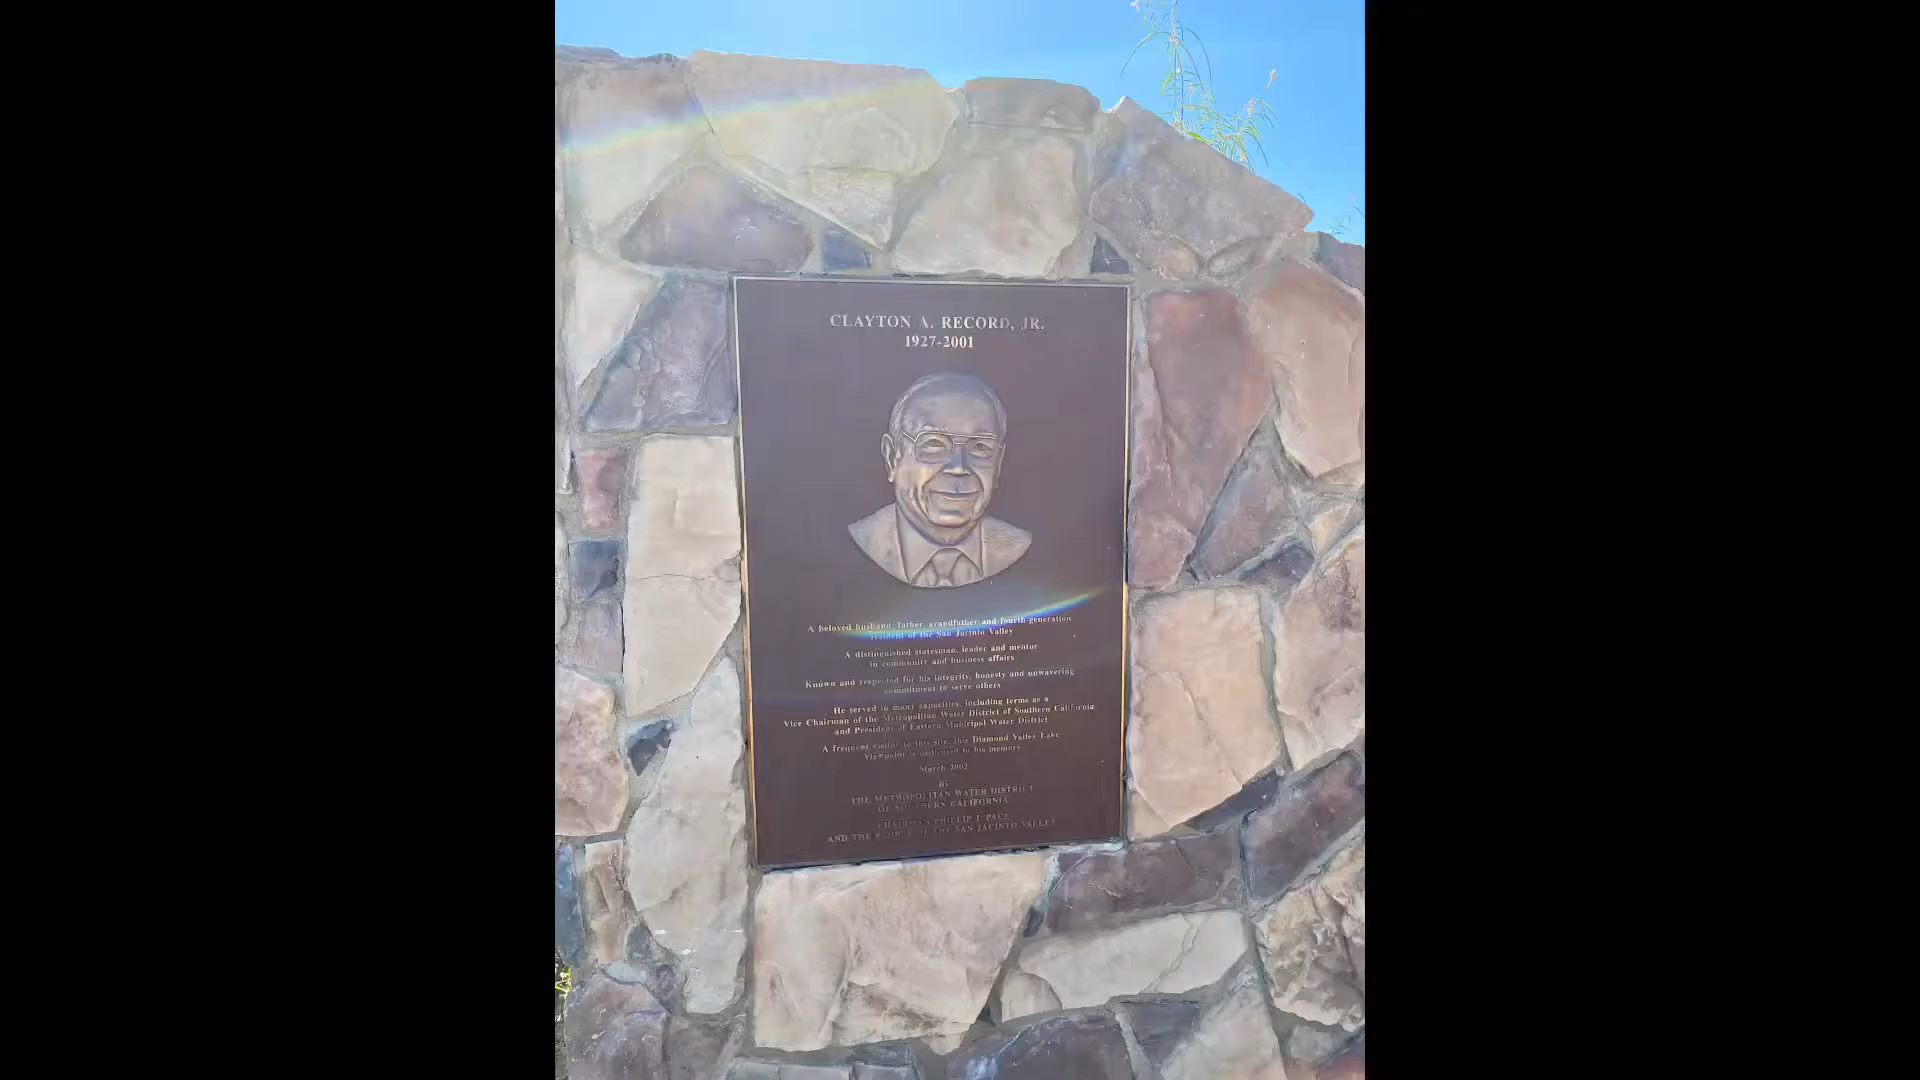 CLAYTON A. RECORD, JR.
1927-2001
A beloved husband, father, grandfather and fourth-generation
resident of the San Jacinto Valley
A distinguished statesman, leader and mentor
in community and business affairs
Known and respected for his integrity, honesty and unwavering
commitment to serve others
He served in many capacities, including terms as a
Vice Chairman of the Metropolitan Water District of Southern California
and President of Eastern Municipal Water District
A frequent visitor to this site, this Diamond Valley Lake
Viewpoint is dedicated to his memory
March 2002
By
THE METROPOLITAN WATER DISTRICT
OF SOUTHERN CALIFORNIA
CHAIRMAN PHILLIP J. PACE
AND THE PEOPLE OF THE SAN JACINTO VALLEY